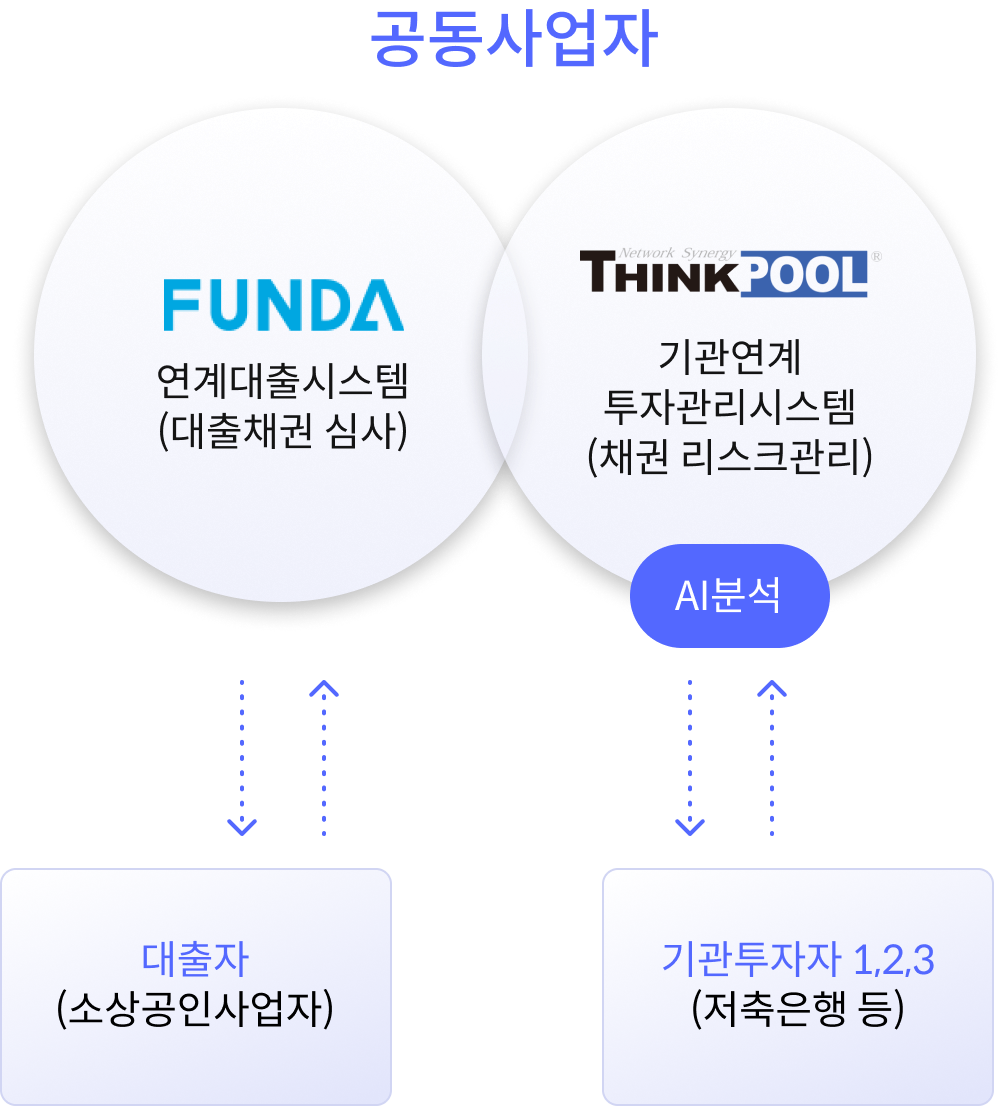 공동사업자
FUNDA
연계대출시스템
(대출채권 심사)
Network Synergy
THINKPOOL®
기관연계
투자관리시스템
(채권 리스크관리)
AI분석
대출자
(소상공인사업자)
기관투자자 1,2,3
(저축은행 등)